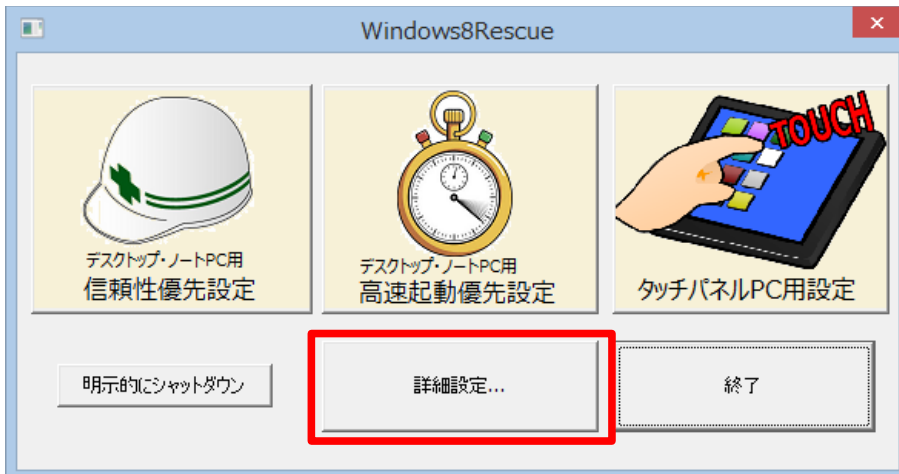 Windows8Rescue
TOUCH
デスクトップ・ノートPC用
信頼性優先設定
デスクトップ・ノートPC用
高速起動優先設定
タッチパネルPC用設定
明示的にシャットダウン
詳細設定...
終了